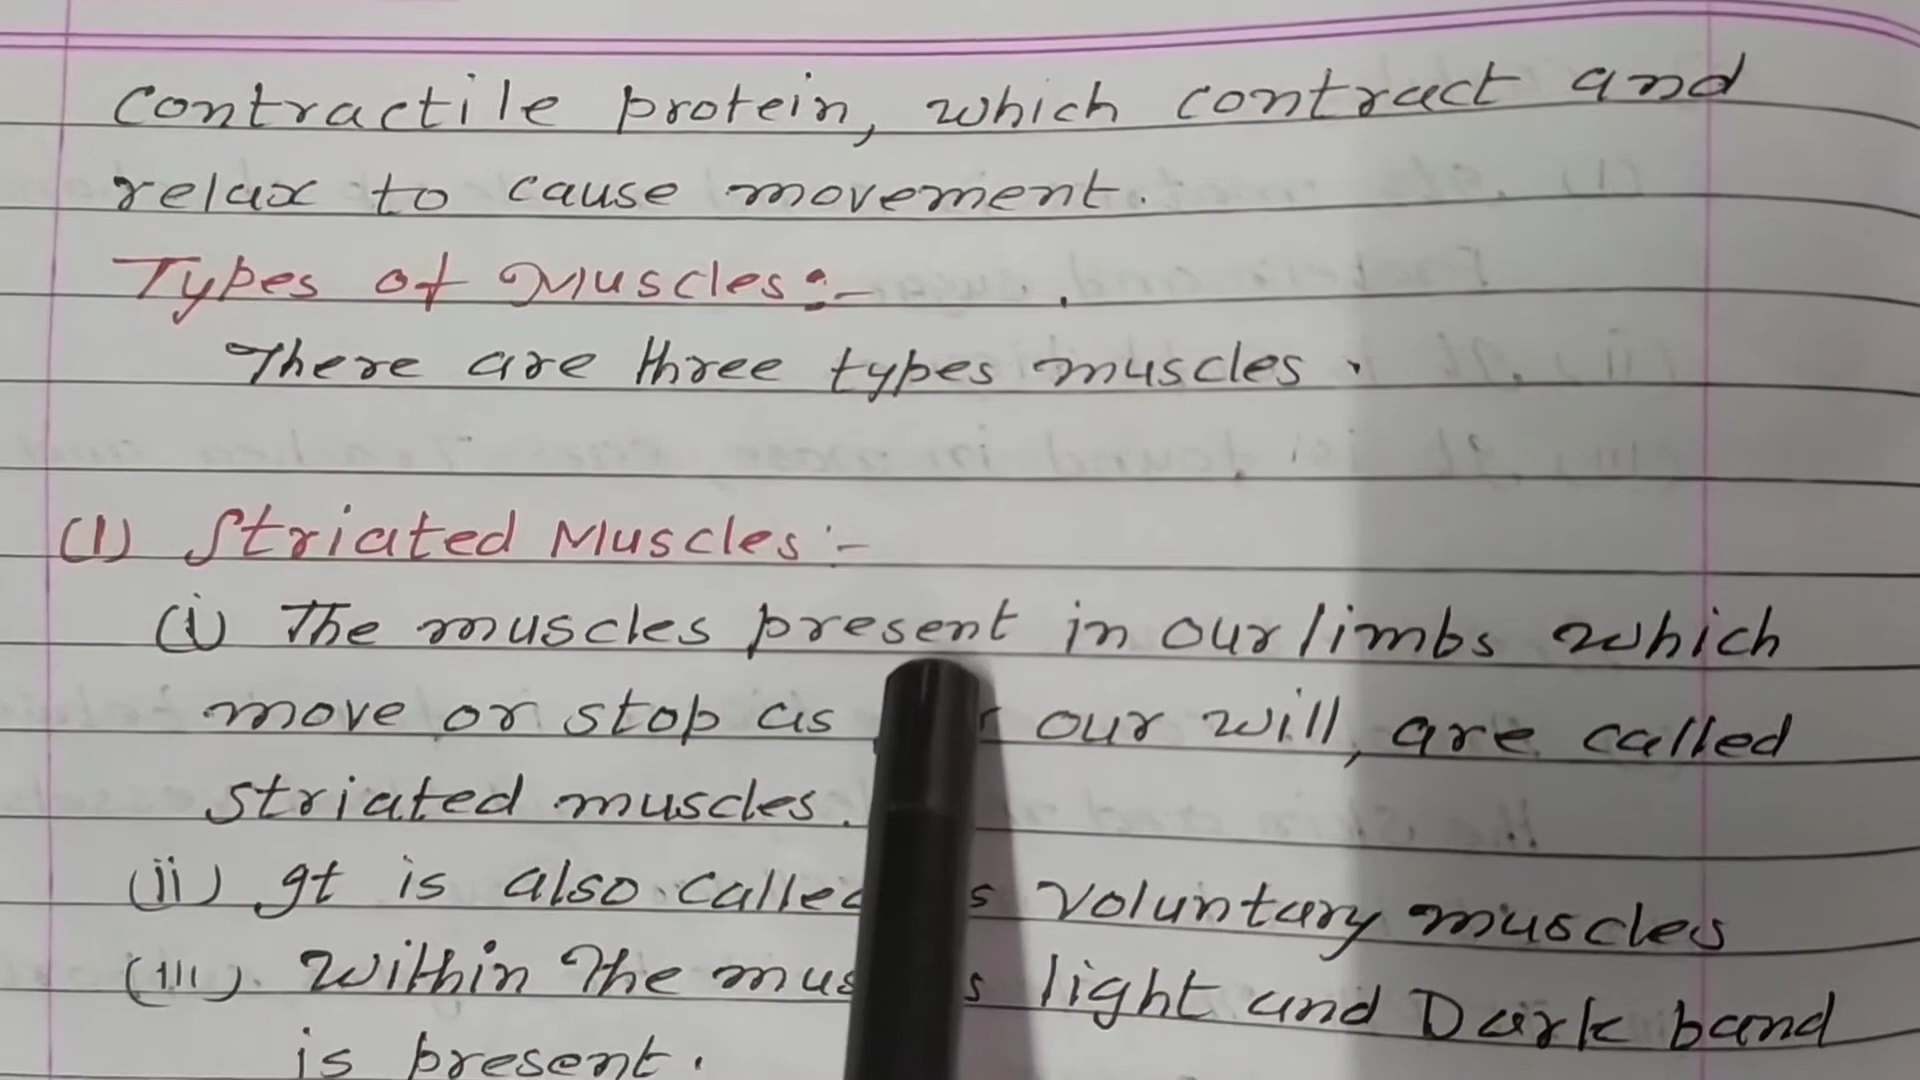 contractile protein, which contract and
relax to cause movement.
Types of Muscles:-
There are three types muscles.
(1) Striated Muscles:-
(i) The muscles present in our limbs which
move or stop as our will, are called
striated muscles.
(ii) It is also called voluntary muscles
(iii) Within the light and Dark band
is present.